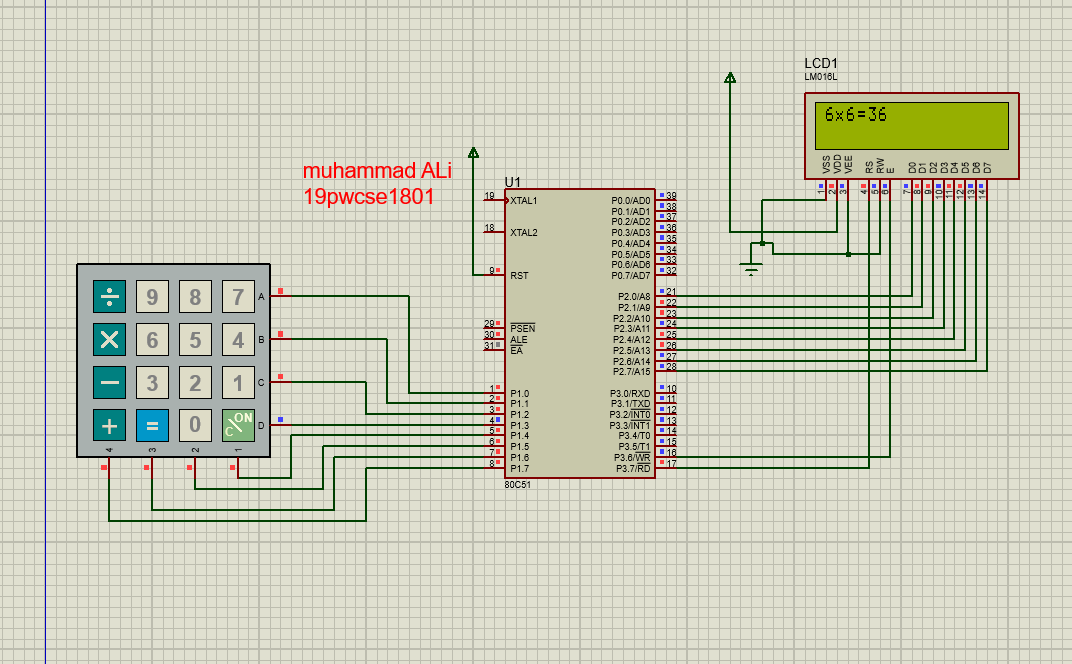 LCD1
LM016L
6x6=36
VSS VDD VEE RS RW E D0 D1 D2 D3 D4 D5 D6 D7
1 2 3 4 5 6 7 8 9 10 11 12 13 14
muhammad ALi
19pwcse1801
U1
19 XTAL1 P0.0/AD0 39
P0.1/AD1 38
P0.2/AD2 37
18 XTAL2 P0.3/AD3 36
P0.4/AD4 35
P0.5/AD5 34
P0.6/AD6 33
9 RST P0.7/AD7 32
P2.0/A8 21
P2.1/A9 22
P2.2/A10 23
29 PSEN P2.3/A11 24
30 ALE P2.4/A12 25
31 EA P2.5/A13 26
P2.6/A14 27
P2.7/A15 28
1 P1.0 P3.0/RXD 10
2 P1.1 P3.1/TXD 11
3 P1.2 P3.2/INT0 12
4 P1.3 P3.3/INT1 13
5 P1.4 P3.4/T0 14
6 P1.5 P3.5/T1 15
7 P1.6 P3.6/WR 16
8 P1.7 P3.7/RD 17
80C51
÷ 9 8 7 A
× 6 5 4 B
− 3 2 1 C
+ = 0 ON/C D
4 3 2 1